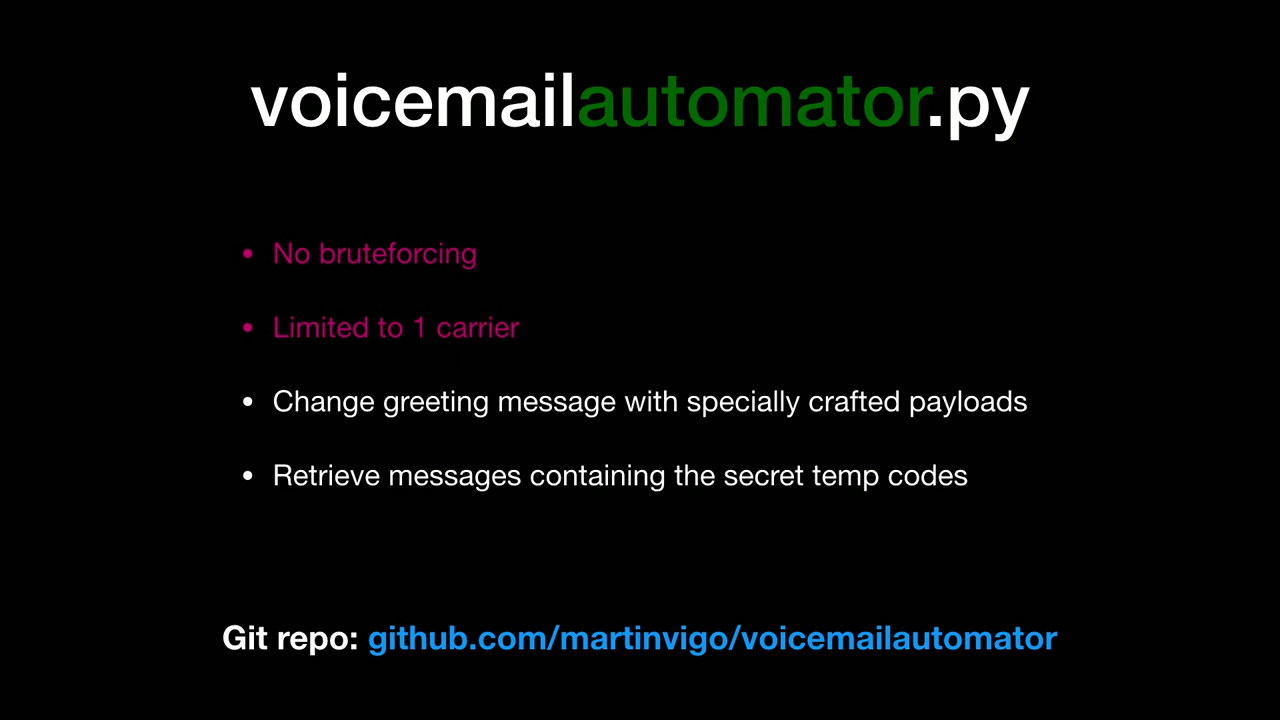 voicemailautomator.py
• No bruteforcing
• Limited to 1 carrier
• Change greeting message with specially crafted payloads
• Retrieve messages containing the secret temp codes
Git repo: github.com/martinvigo/voicemailautomator